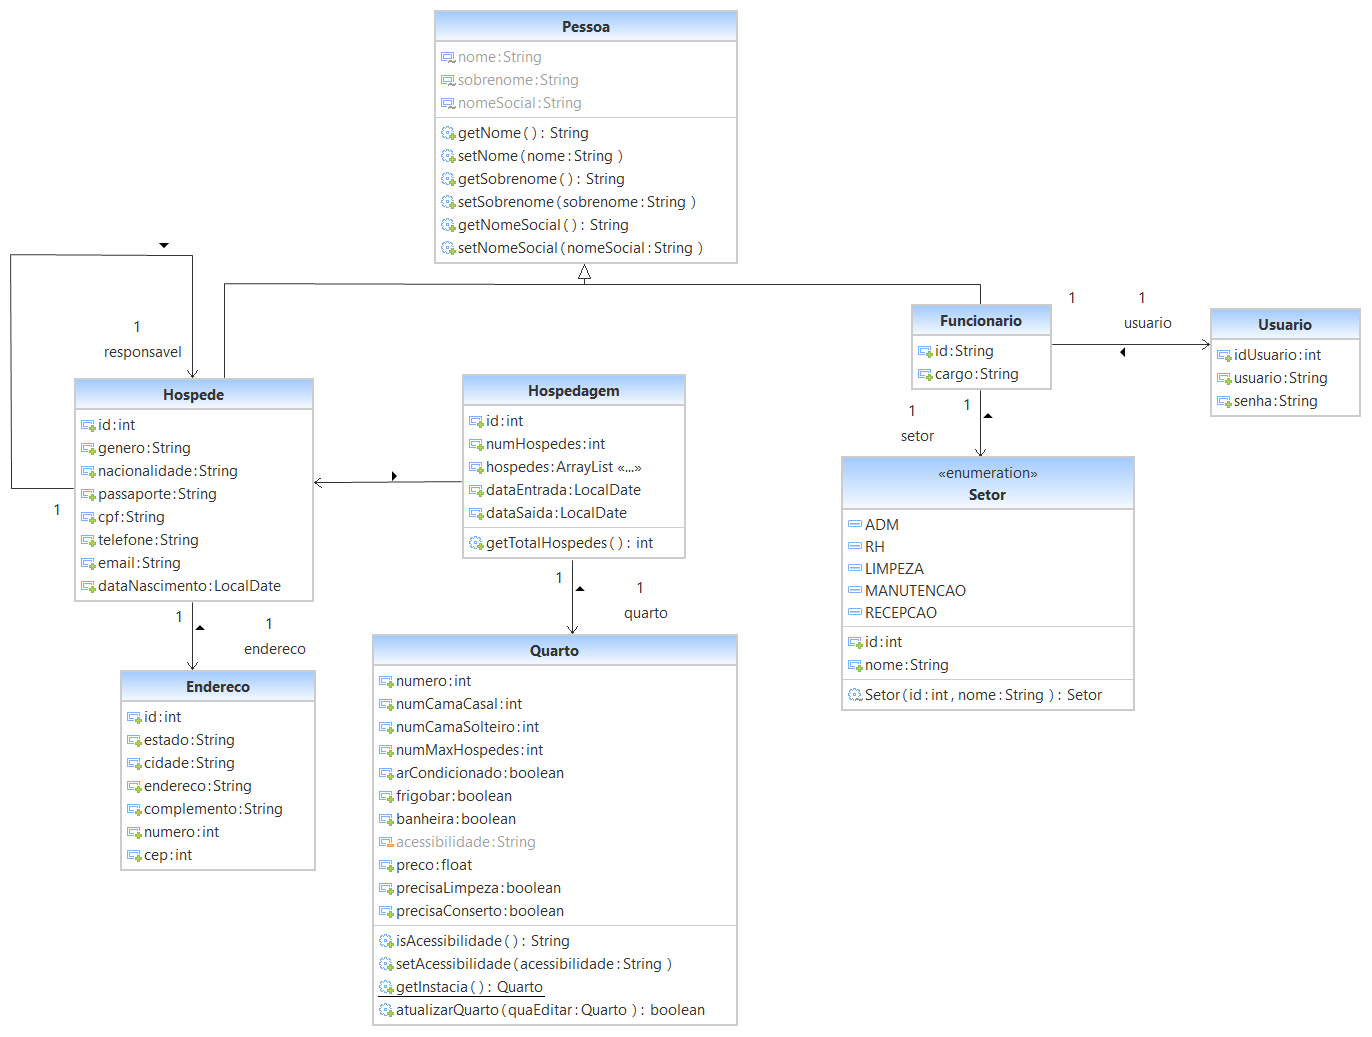 Pessoa
nome:String
sobrenome:String
nomeSocial:String
getNome(): String
setNome(nome:String )
getSobrenome(): String
setSobrenome(sobrenome:String )
getNomeSocial(): String
setNomeSocial(nomeSocial:String )
1
responsavel
1
Hospede
id:int
genero:String
nacionalidade:String
passaporte:String
cpf:String
telefone:String
email:String
dataNascimento:LocalDate
1
1
endereco
Endereco
id:int
estado:String
cidade:String
endereco:String
complemento:String
numero:int
cep:int
Hospedagem
id:int
numHospedes:int
hospedes:ArrayList «...»
dataEntrada:LocalDate
dataSaida:LocalDate
getTotalHospedes(): int
1
1
quarto
Quarto
numero:int
numCamaCasal:int
numCamaSolteiro:int
numMaxHospedes:int
arCondicionado:boolean
frigobar:boolean
banheira:boolean
acessibilidade:String
preco:float
precisaLimpeza:boolean
precisaConserto:boolean
isAcessibilidade(): String
setAcessibilidade(acessibilidade:String )
getInstacia(): Quarto
atualizarQuarto(quaEditar:Quarto ): boolean
Funcionario
id:String
cargo:String
1
1
usuario
Usuario
idUsuario:int
usuario:String
senha:String
1
1
setor
«enumeration»
Setor
ADM
RH
LIMPEZA
MANUTENCAO
RECEPCAO
id:int
nome:String
Setor(id:int,nome:String ): Setor